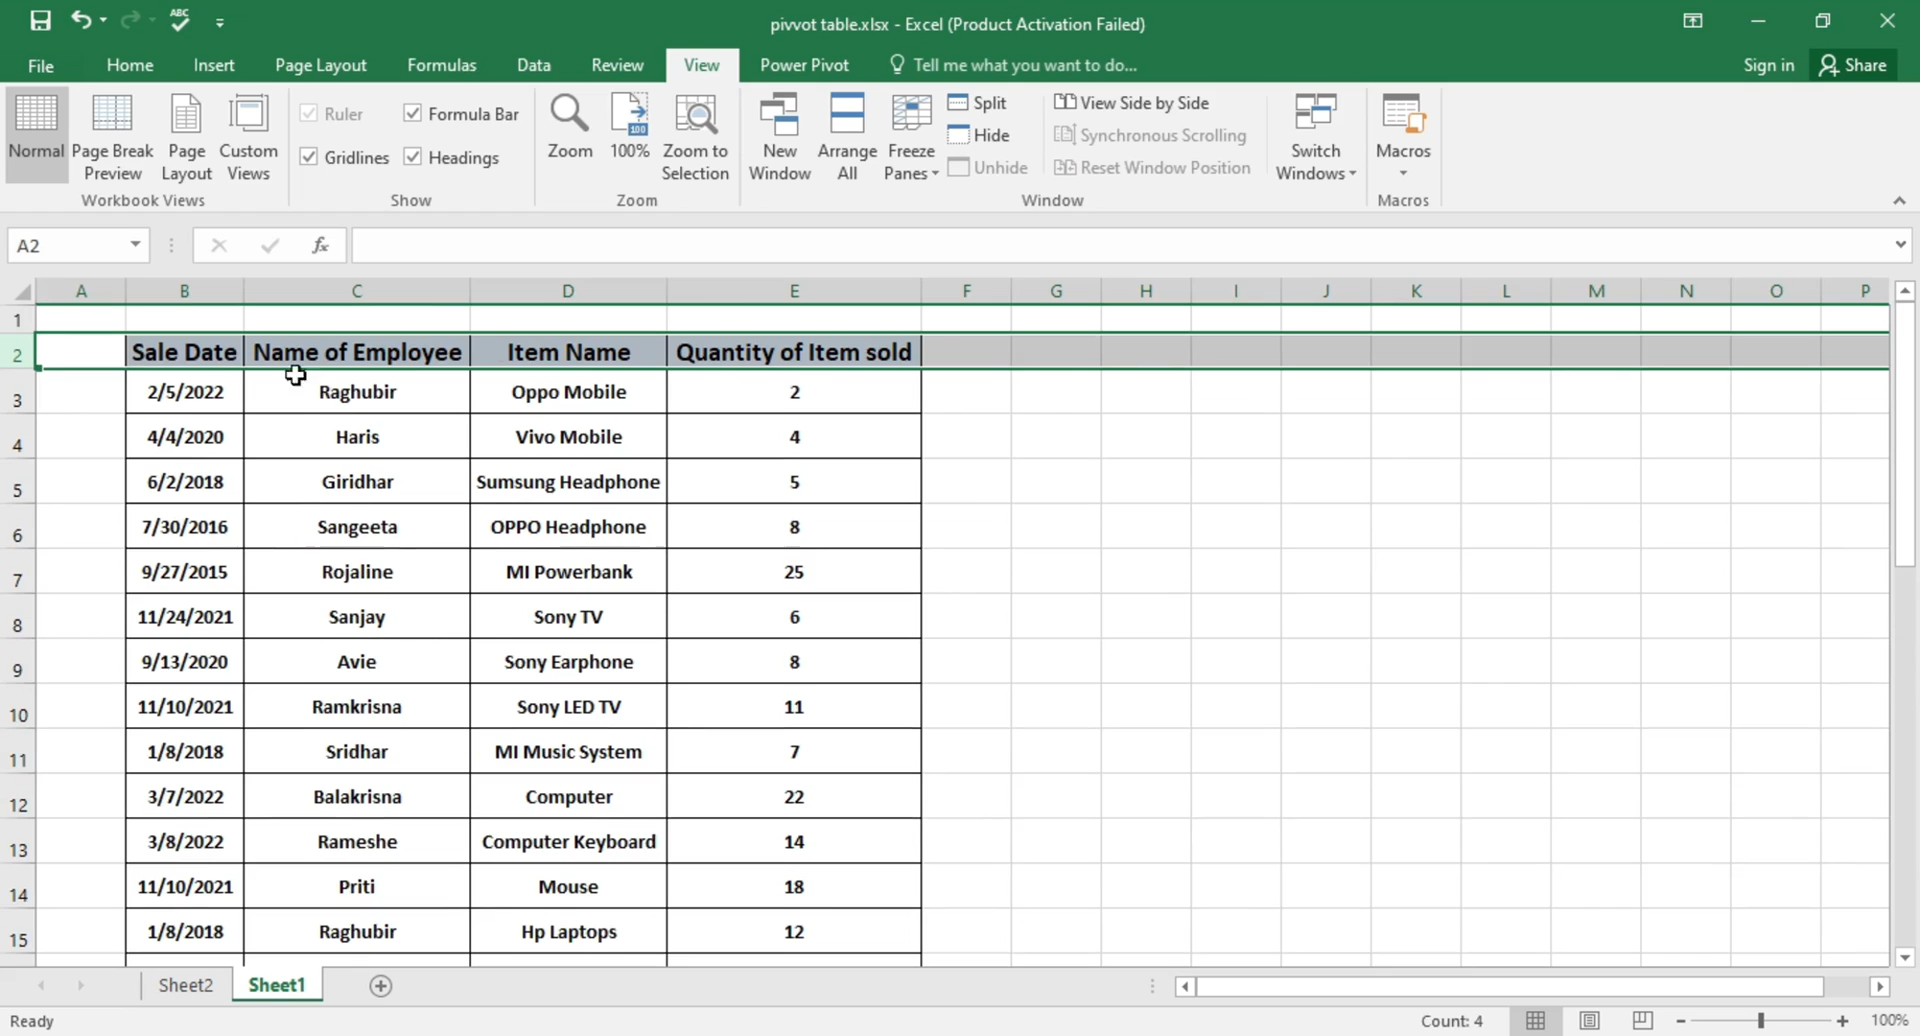 ABC
pivvot table.xlsx - Excel (Product Activation Failed)
File Home Insert Page Layout Formulas Data Review View Power Pivot Tell me what you want to do... Sign in Share
Normal Page Break Preview Page Layout Custom Views
Workbook Views
Ruler Formula Bar
Gridlines Headings
Show
Zoom 100 100% Zoom to Selection
Zoom
New Window Arrange All Freeze Panes
Split
Hide
Unhide
View Side by Side
Synchronous Scrolling
Reset Window Position
Switch Windows
Window
Macros
Macros
A2 fx
A B C D E F G H I J K L M N O P
1
2 Sale Date Name of Employee Item Name Quantity of Item sold
3 2/5/2022 Raghubir Oppo Mobile 2
4 4/4/2020 Haris Vivo Mobile 4
5 6/2/2018 Giridhar Sumsung Headphone 5
6 7/30/2016 Sangeeta OPPO Headphone 8
7 9/27/2015 Rojaline MI Powerbank 25
8 11/24/2021 Sanjay Sony TV 6
9 9/13/2020 Avie Sony Earphone 8
10 11/10/2021 Ramkrisna Sony LED TV 11
11 1/8/2018 Sridhar MI Music System 7
12 3/7/2022 Balakrisna Computer 22
13 3/8/2022 Rameshe Computer Keyboard 14
14 11/10/2021 Priti Mouse 18
15 1/8/2018 Raghubir Hp Laptops 12
Sheet2 Sheet1
Ready Count: 4 100%